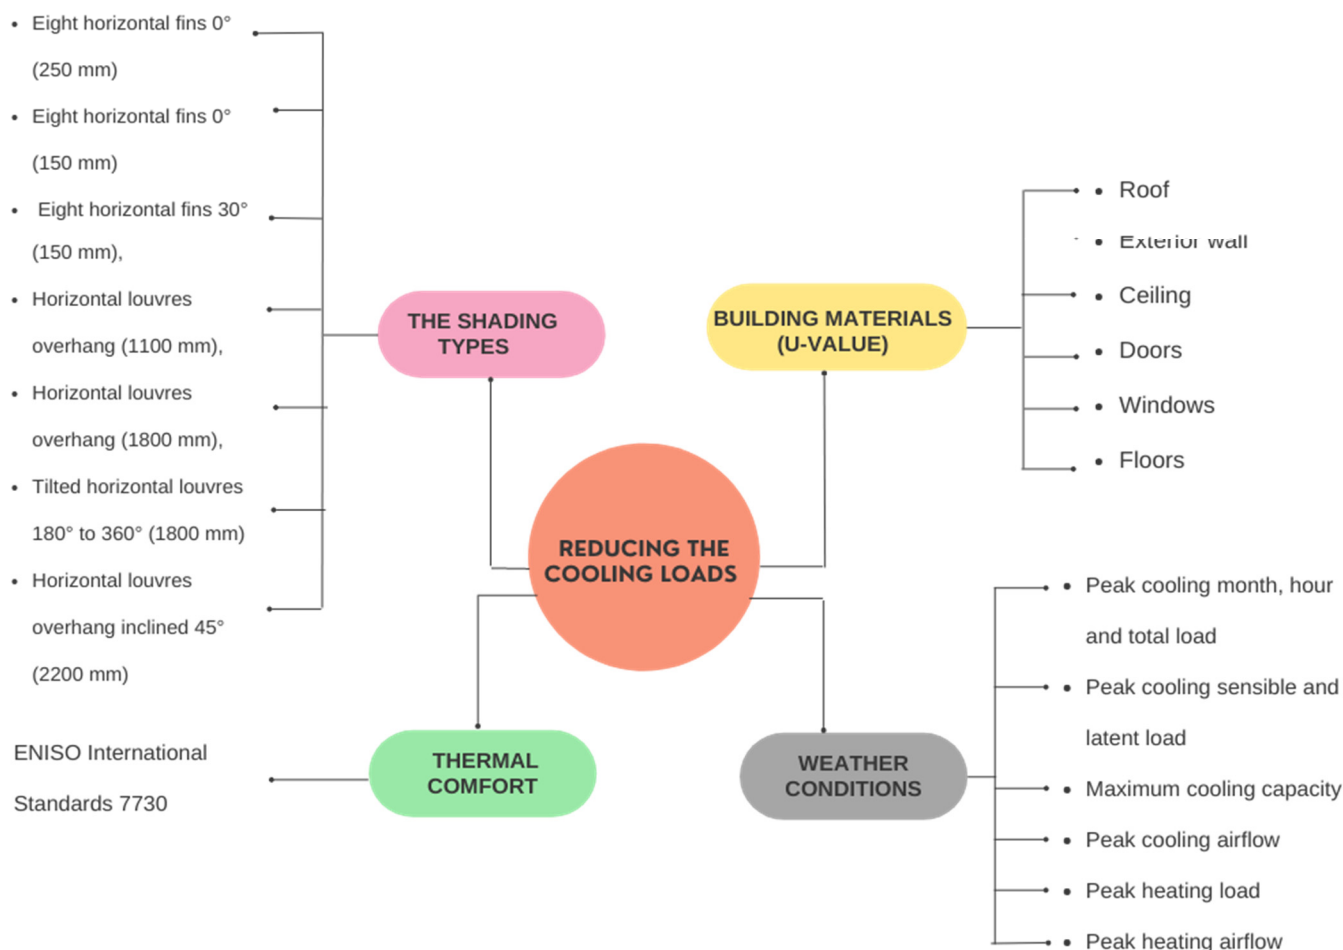 • Eight horizontal fins 0°
(250 mm)
• Eight horizontal fins 0°
(150 mm)
• Eight horizontal fins 30°
(150 mm),
• Horizontal louvres
overhang (1100 mm),
• Horizontal louvres
overhang (1800 mm),
• Tilted horizontal louvres
180° to 360° (1800 mm)
• Horizontal louvres
overhang inclined 45°
(2200 mm)
THE SHADING
TYPES
BUILDING MATERIALS
(U-VALUE)
• Roof
• Exterior wall
• Ceiling
• Doors
• Windows
• Floors
REDUCING THE
COOLING LOADS
ENISO International
Standards 7730
THERMAL
COMFORT
WEATHER
CONDITIONS
• Peak cooling month, hour
and total load
• Peak cooling sensible and
latent load
• Maximum cooling capacity
• Peak cooling airflow
• Peak heating load
• Peak heating airflow